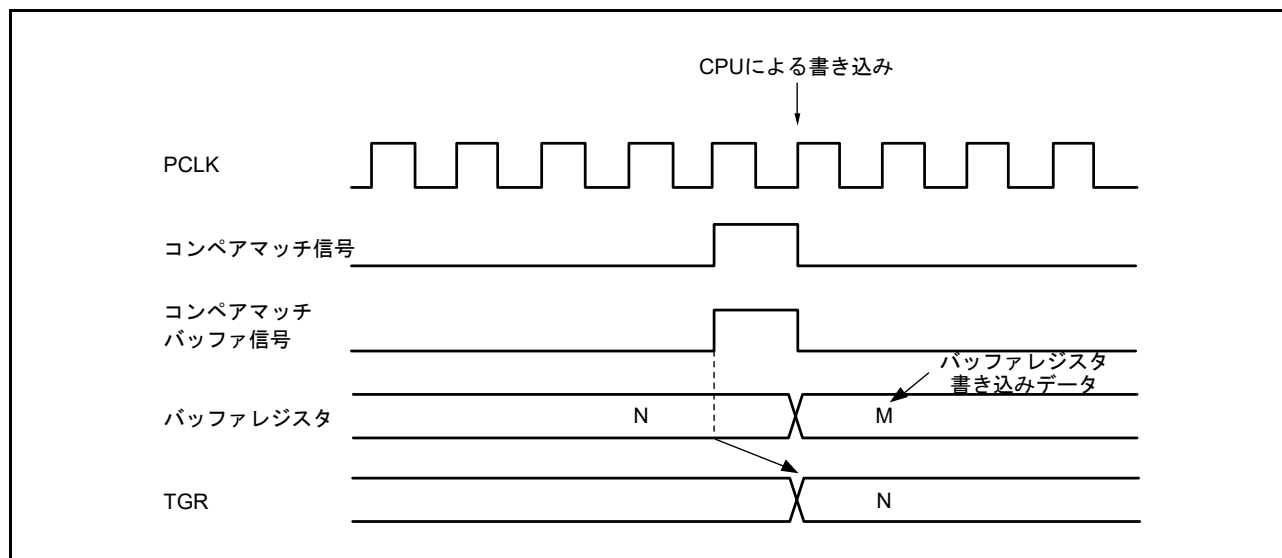 CPUによる書き込み
PCLK
コンペアマッチ信号
コンペアマッチ
バッファ信号
バッファレジスタ
書き込みデータ
バッファレジスタ
N
M
TGR
N